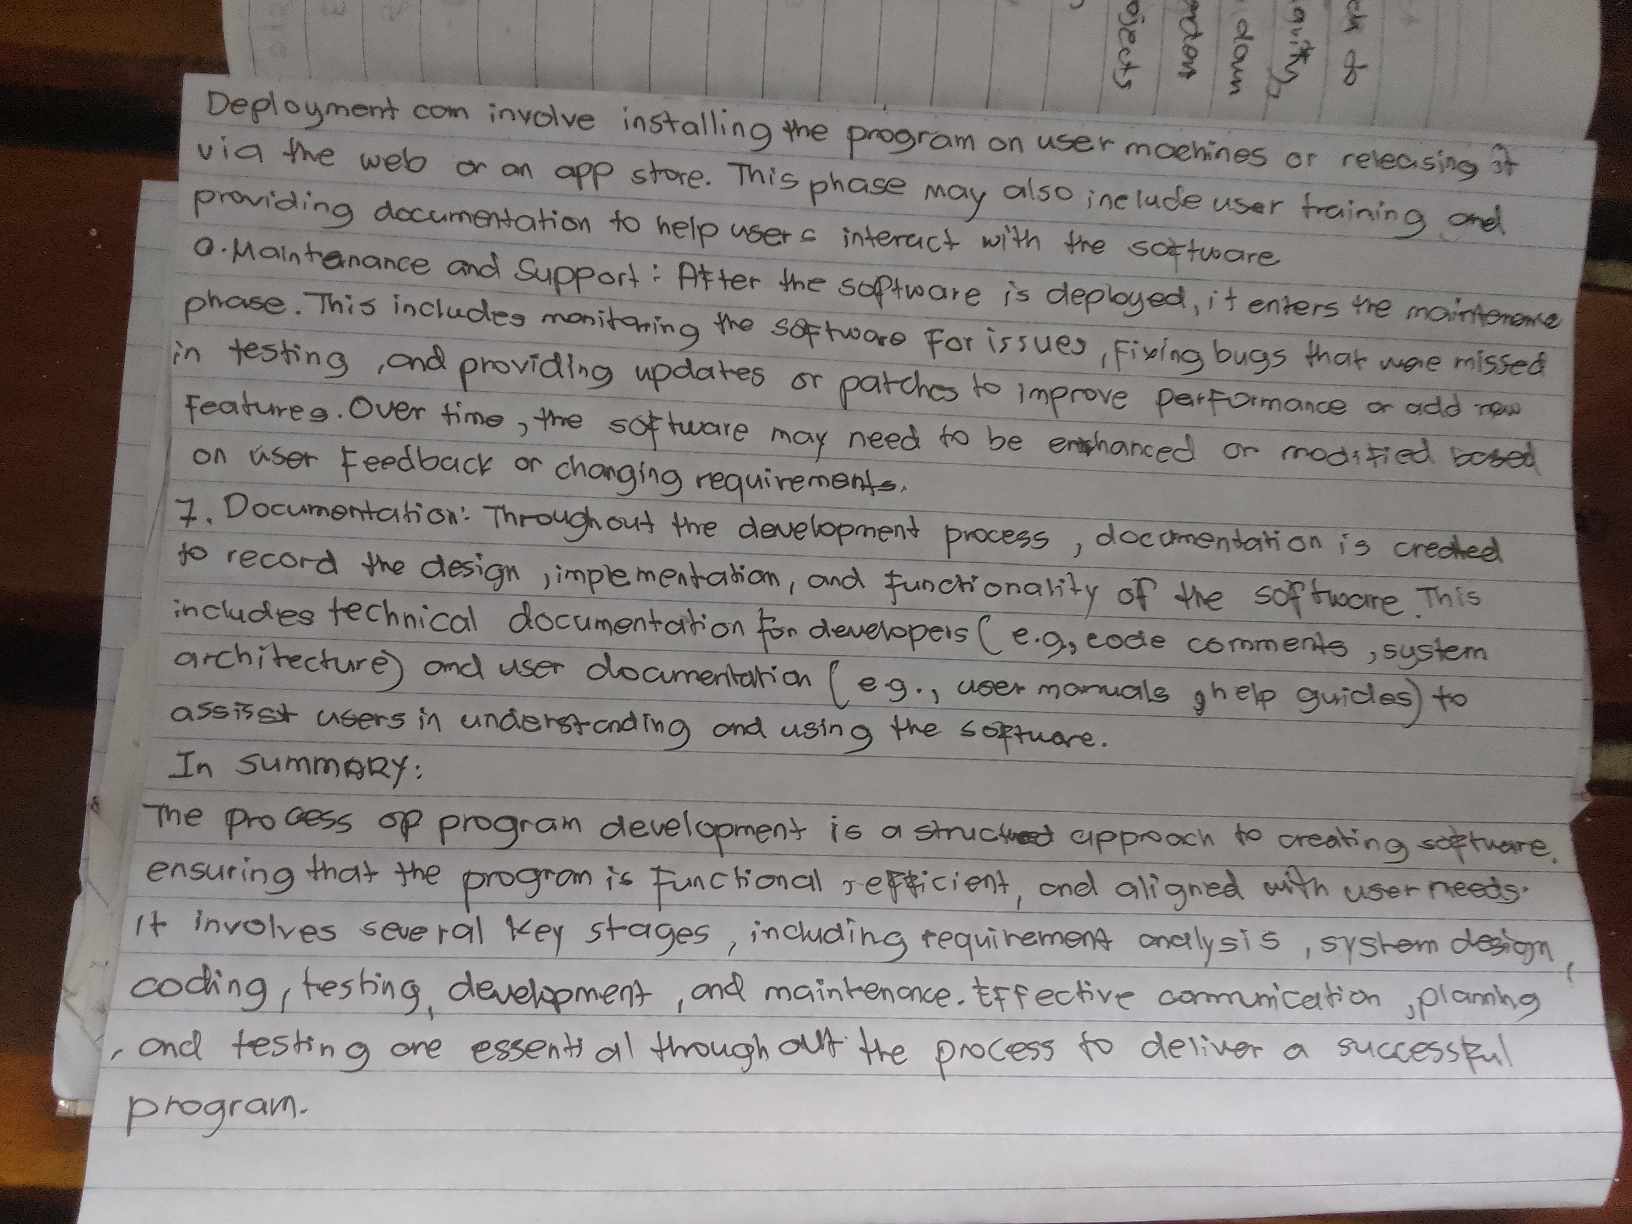 ojects
down
avity,
ch to
Deployment can involve installing the program on user machines or releasing it
via the web or an app store. This phase may also include user training and
providing documentation to help users interact with the software
a. Maintanance and Support: After the software is deployed, it enters the maintenance
phase. This includes monitoring the software for issues, fixing bugs that were missed
in testing, and providing updates or patches to improve performance or add new
features. Over time, the software may need to be enhanced or modified based
on user feedback or changing requirements.
7. Documentation: Throughout the development process, documentation is created
to record the design, implementation, and functionality of the software. This
includes technical documentation for developers (e.g, code comments, system
architecture) and user documentation (e.g., user manuals, help guides) to
assisst users in understanding and using the software.
In SUMMARY:
The process of program development is a structred approach to creating software.
ensuring that the program is functional, efficient, and aligned with user needs.
It involves several key stages, including requirement analysis, system design,
coding, testing, development, and maintenance. Effective communication, planning
, and testing are essential throughout the process to deliver a successful
program.